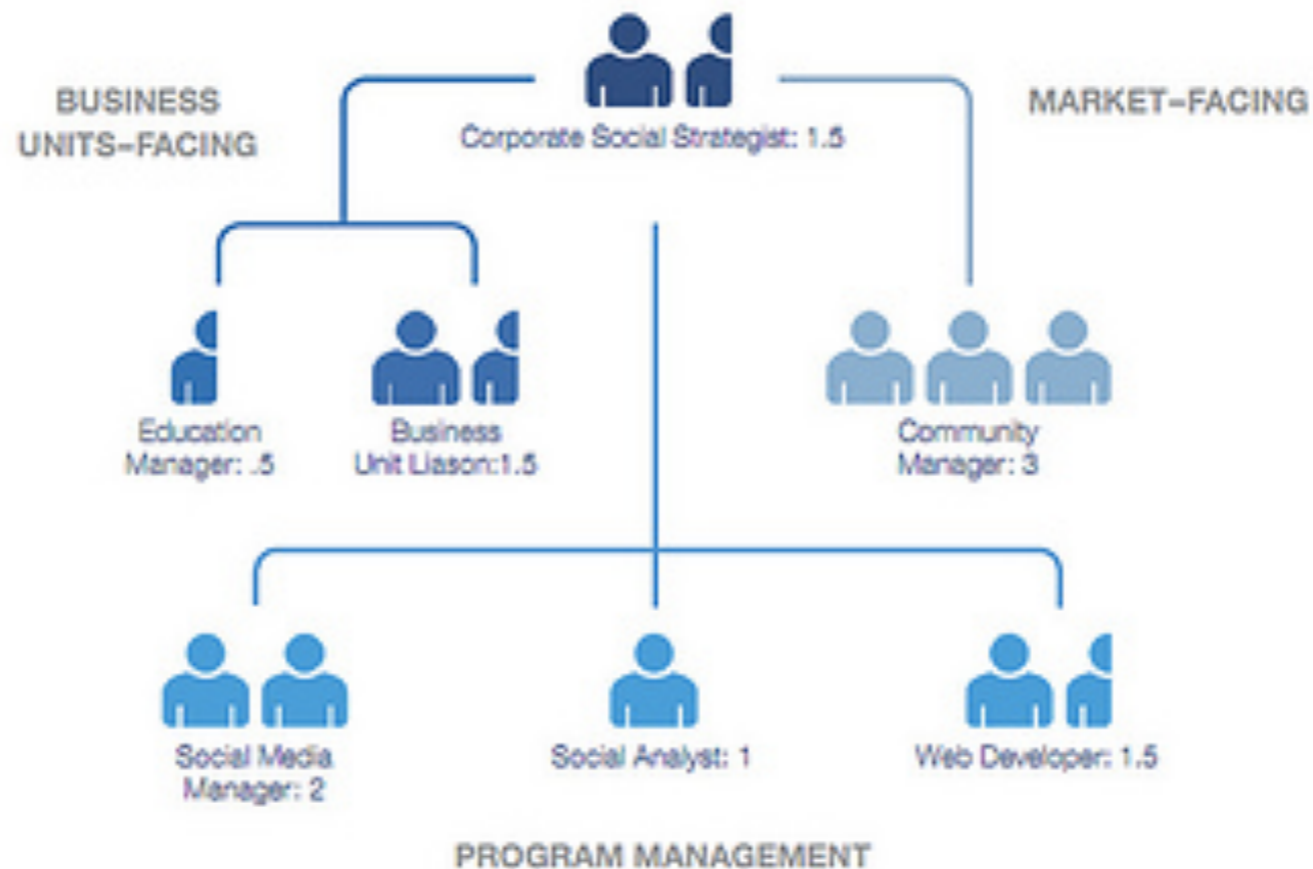 BUSINESS
UNITS–FACING
Corporate Social Strategist: 1.5
MARKET–FACING
Education
Manager: .5
Business
Unit Liason:1.5
Community
Manager: 3
Social Media
Manager: 2
Social Analyst: 1
Web Developer: 1.5
PROGRAM MANAGEMENT